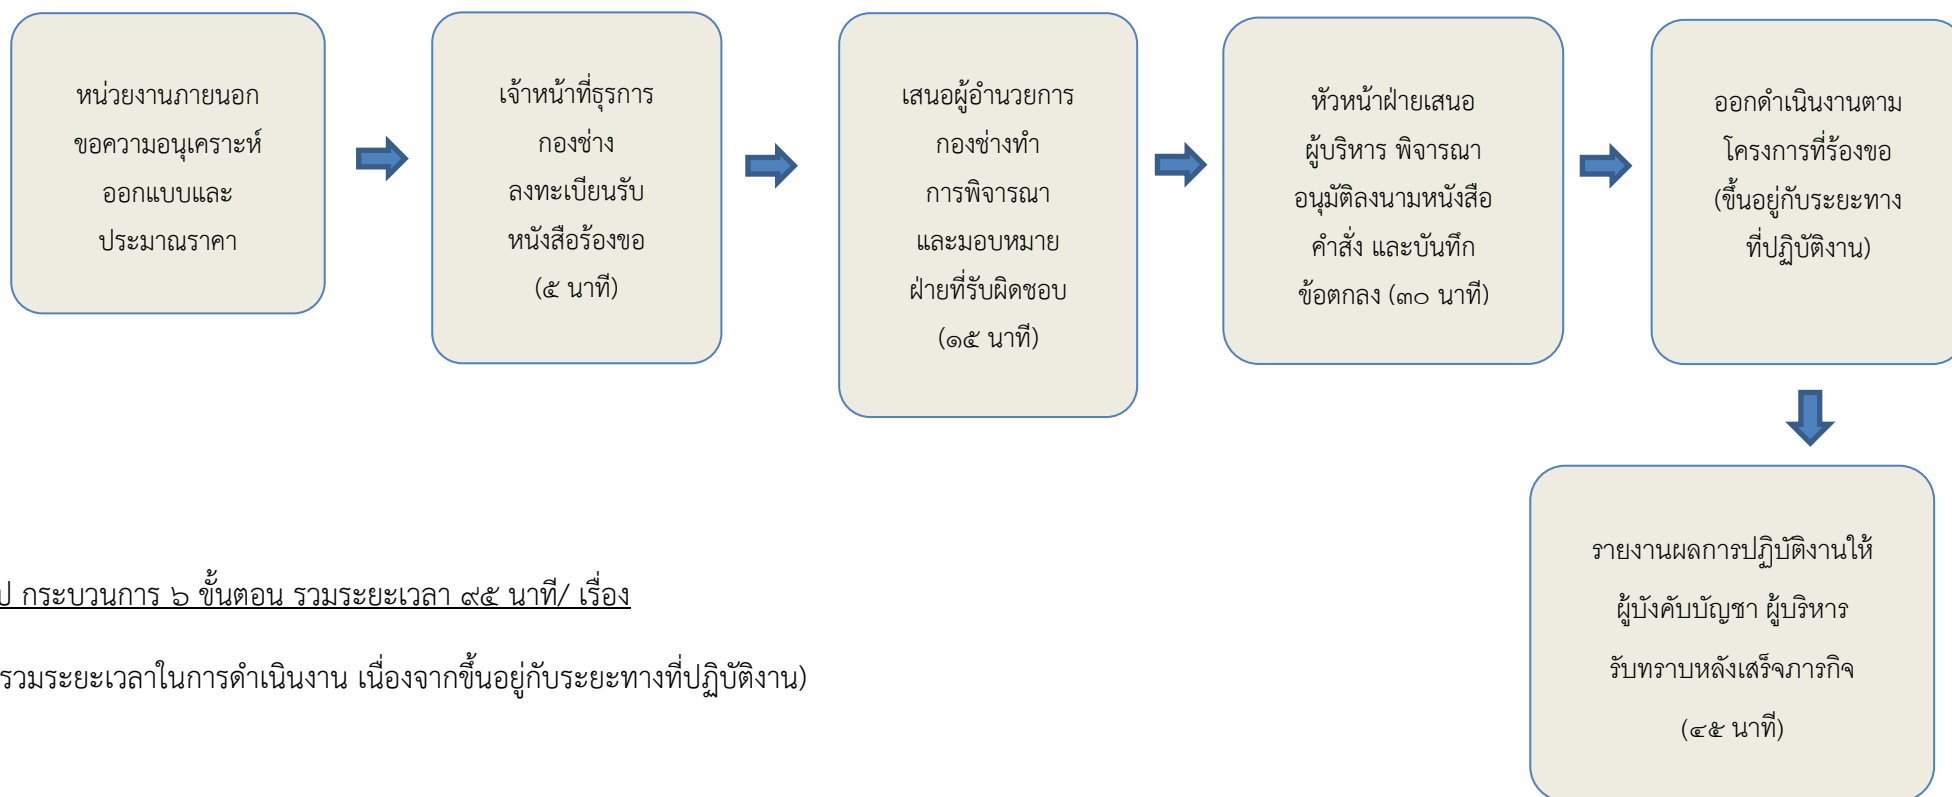 หน่วยงานภายนอก
ขอความอนุเคราะห์
ออกแบบและ
ประมาณราคา
เจ้าหน้าที่ธุรการ
กองช่าง
ลงทะเบียนรับ
หนังสือร้องขอ
(๕ นาที)
เสนอผู้อำนวยการ
กองช่างทำ
การพิจารณา
และมอบหมาย
ฝ่ายที่รับผิดชอบ
(๑๕ นาที)
หัวหน้าฝ่ายเสนอ
ผู้บริหาร พิจารณา
อนุมัติลงนามหนังสือ
คำสั่ง และบันทึก
ข้อตกลง (๓๐ นาที)
ออกดำเนินงานตาม
โครงการที่ร้องขอ
(ขึ้นอยู่กับระยะทาง
ที่ปฏิบัติงาน)
รายงานผลการปฏิบัติงานให้
ผู้บังคับบัญชา ผู้บริหาร
รับทราบหลังเสร็จภารกิจ
(๔๕ นาที)
กระบวนการ ๖ ขั้นตอน รวมระยะเวลา ๙๕ นาที/ เรื่อง
รวมระยะเวลาในการดำเนินงาน เนื่องจากขึ้นอยู่กับระยะทางที่ปฏิบัติงาน)